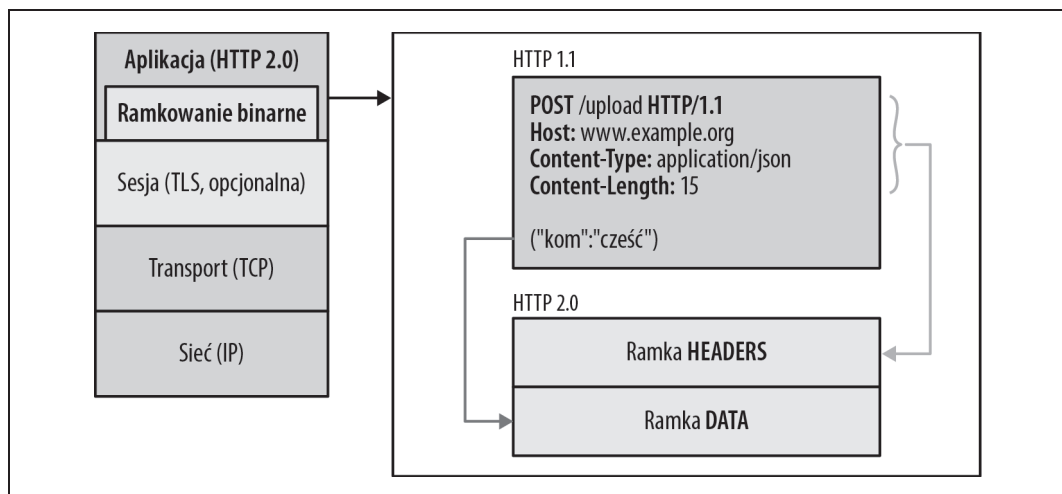 Aplikacja (HTTP 2.0)
Ramkowanie binarne
Sesja (TLS, opcjonalna)
Transport (TCP)
Sieć (IP)
HTTP 1.1
POST /upload HTTP/1.1
Host: www.example.org
Content-Type: application/json
Content-Length: 15
("kom":"cześć")
HTTP 2.0
Ramka HEADERS
Ramka DATA